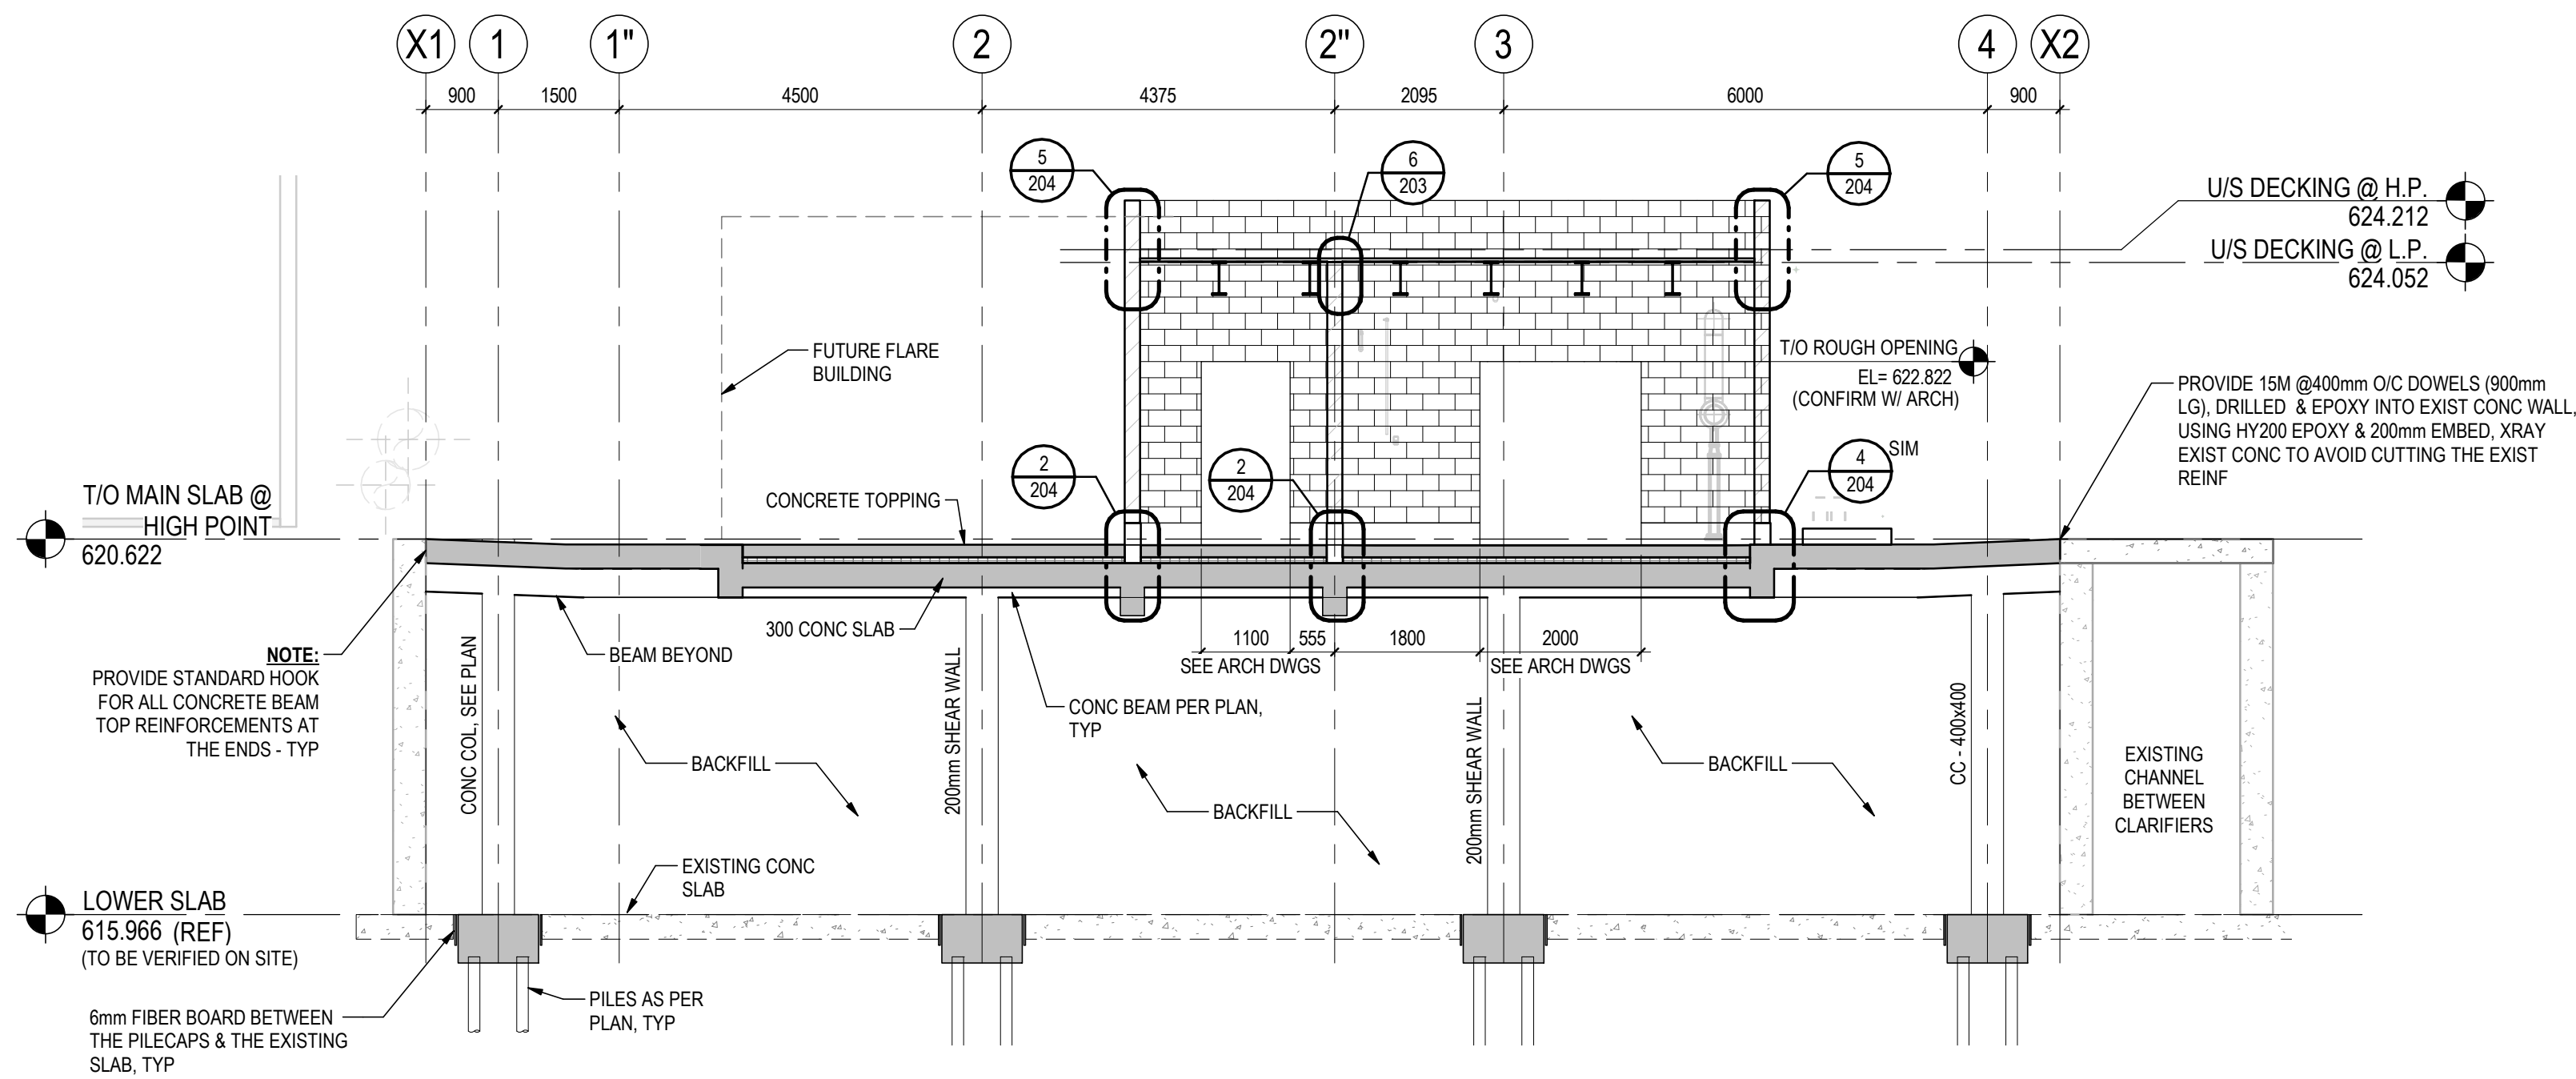 X1
1
1"
2
2"
3
4
X2
900
1500
4500
4375
2095
6000
900
5
204
6
203
5
204
U/S DECKING @ H.P.
624.212
U/S DECKING @ L.P.
624.052
FUTURE FLARE
BUILDING
T/O ROUGH OPENING
EL= 622.822
(CONFIRM W/ ARCH)
PROVIDE 15M @400mm O/C DOWELS (900mm
LG), DRILLED & EPOXY INTO EXIST CONC WALL,
USING HY200 EPOXY & 200mm EMBED, XRAY
EXIST CONC TO AVOID CUTTING THE EXIST
REINF
2
204
2
204
4
204
SIM
CONCRETE TOPPING
T/O MAIN SLAB @
HIGH POINT
620.622
300 CONC SLAB
1100
555
1800
2000
SEE ARCH DWGS
SEE ARCH DWGS
NOTE:
PROVIDE STANDARD HOOK
FOR ALL CONCRETE BEAM
TOP REINFORCEMENTS AT
THE ENDS - TYP
BEAM BEYOND
CONC COL, SEE PLAN
200mm SHEAR WALL
CONC BEAM PER PLAN,
TYP
200mm SHEAR WALL
CC - 400x400
BACKFILL
BACKFILL
BACKFILL
EXISTING
CHANNEL
BETWEEN
CLARIFIERS
EXISTING CONC
SLAB
LOWER SLAB
615.966 (REF)
(TO BE VERIFIED ON SITE)
PILES AS PER
PLAN, TYP
6mm FIBER BOARD BETWEEN
THE PILECAPS & THE EXISTING
SLAB, TYP